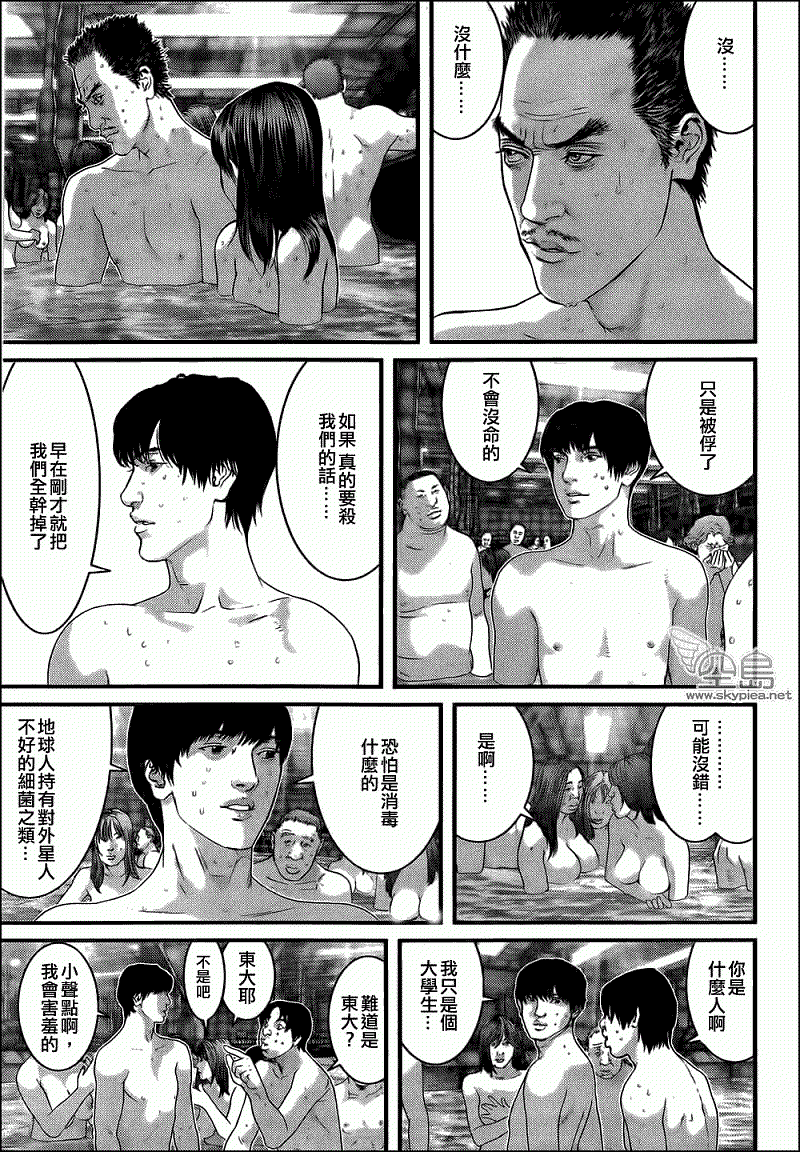 沒……
沒什麼……
只是被俘了
不會沒命的
如果真的要殺
我們的話……
早在剛才就把
我們全幹掉了
…………
可能沒錯……
是啊……
恐怕是消毒
什麼的
地球人持有對外星人
不好的細菌之類…
你是
什麼人啊
我只是個
大學生…
難道是
東大?
東大耶
不是吧
小聲點啊，
我會害羞的
空島
www.skypiea.net